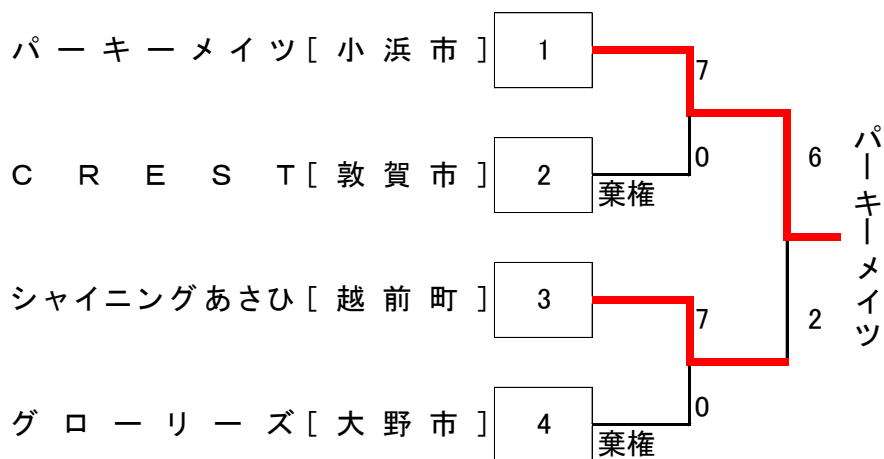 パーキーメイツ[小浜市] 1
7
CREST[敦賀市] 2
0
棄権
シャイニングあさひ[越前町] 3
7
グローリーズ[大野市] 4
0
棄権
6
2
パーキーメイツ